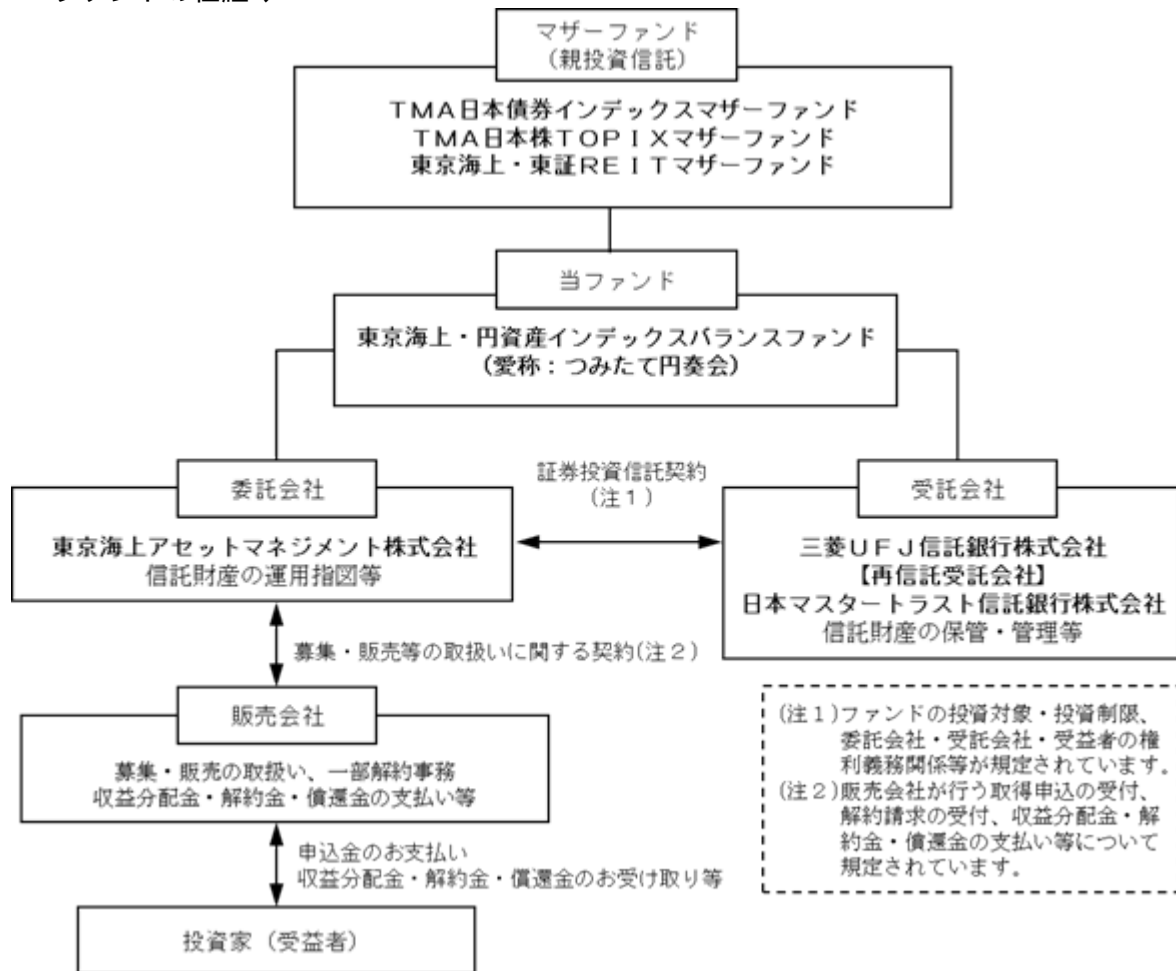 ファンドの仕組み
マザーファンド
(親投資信託)
TMA日本債券インデックスマザーファンド
TMA日本株TOPIXマザーファンド
東京海上・東証REITマザーファンド
当ファンド
東京海上・円資産インデックスバランスファンド
(愛称:つみたて円奏会)
委託会社
東京海上アセットマネジメント株式会社
信託財産の運用指図等
証券投資信託契約
(注1)
受託会社
三菱UFJ信託銀行株式会社
【再信託受託会社】
日本マスタートラスト信託銀行株式会社
信託財産の保管・管理等
募集・販売等の取扱いに関する契約(注2)
販売会社
募集・販売の取扱い、一部解約事務
収益分配金・解約金・償還金の支払い等
申込金のお支払い
収益分配金・解約金・償還金のお受け取り等
投資家(受益者)
(注1)ファンドの投資対象・投資制限、
委託会社・受託会社・受益者の権
利義務関係等が規定されています。
(注2)販売会社が行う取得申込の受付、
解約請求の受付、収益分配金・解
約金・償還金の支払い等について
規定されています。